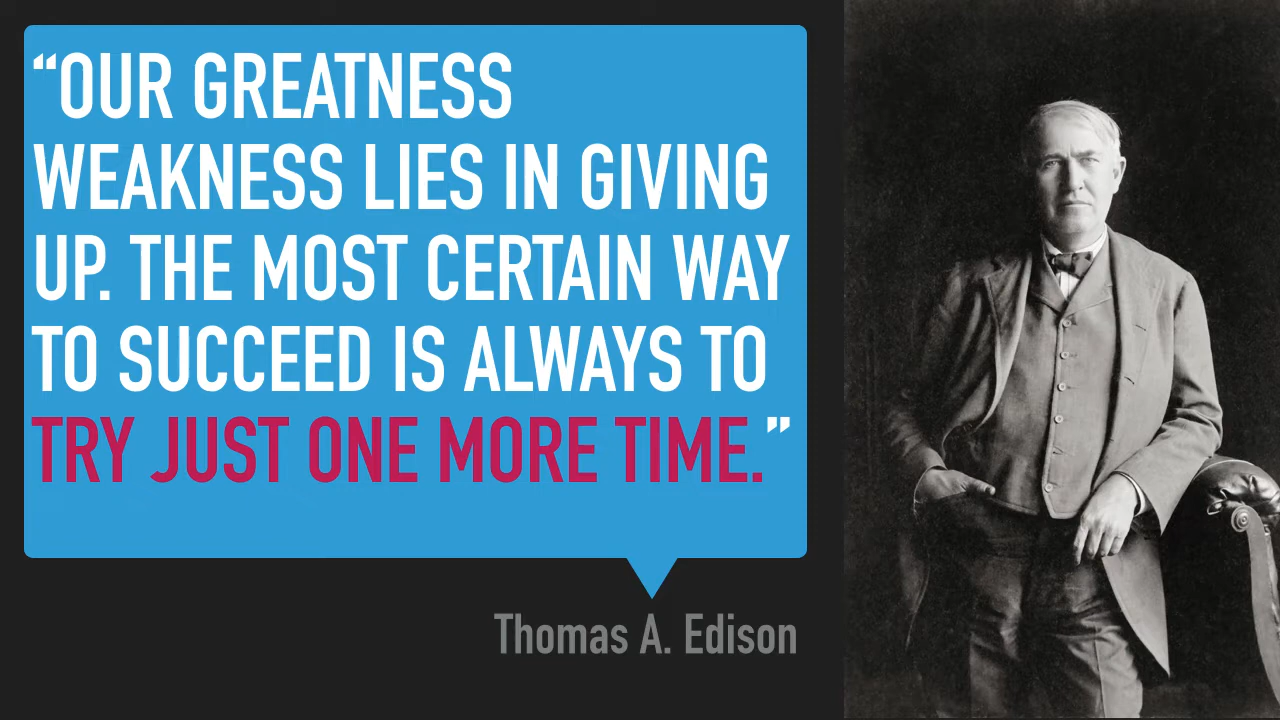 “OUR GREATNESS
WEAKNESS LIES IN GIVING
UP. THE MOST CERTAIN WAY
TO SUCCEED IS ALWAYS TO
TRY JUST ONE MORE TIME.”
Thomas A. Edison